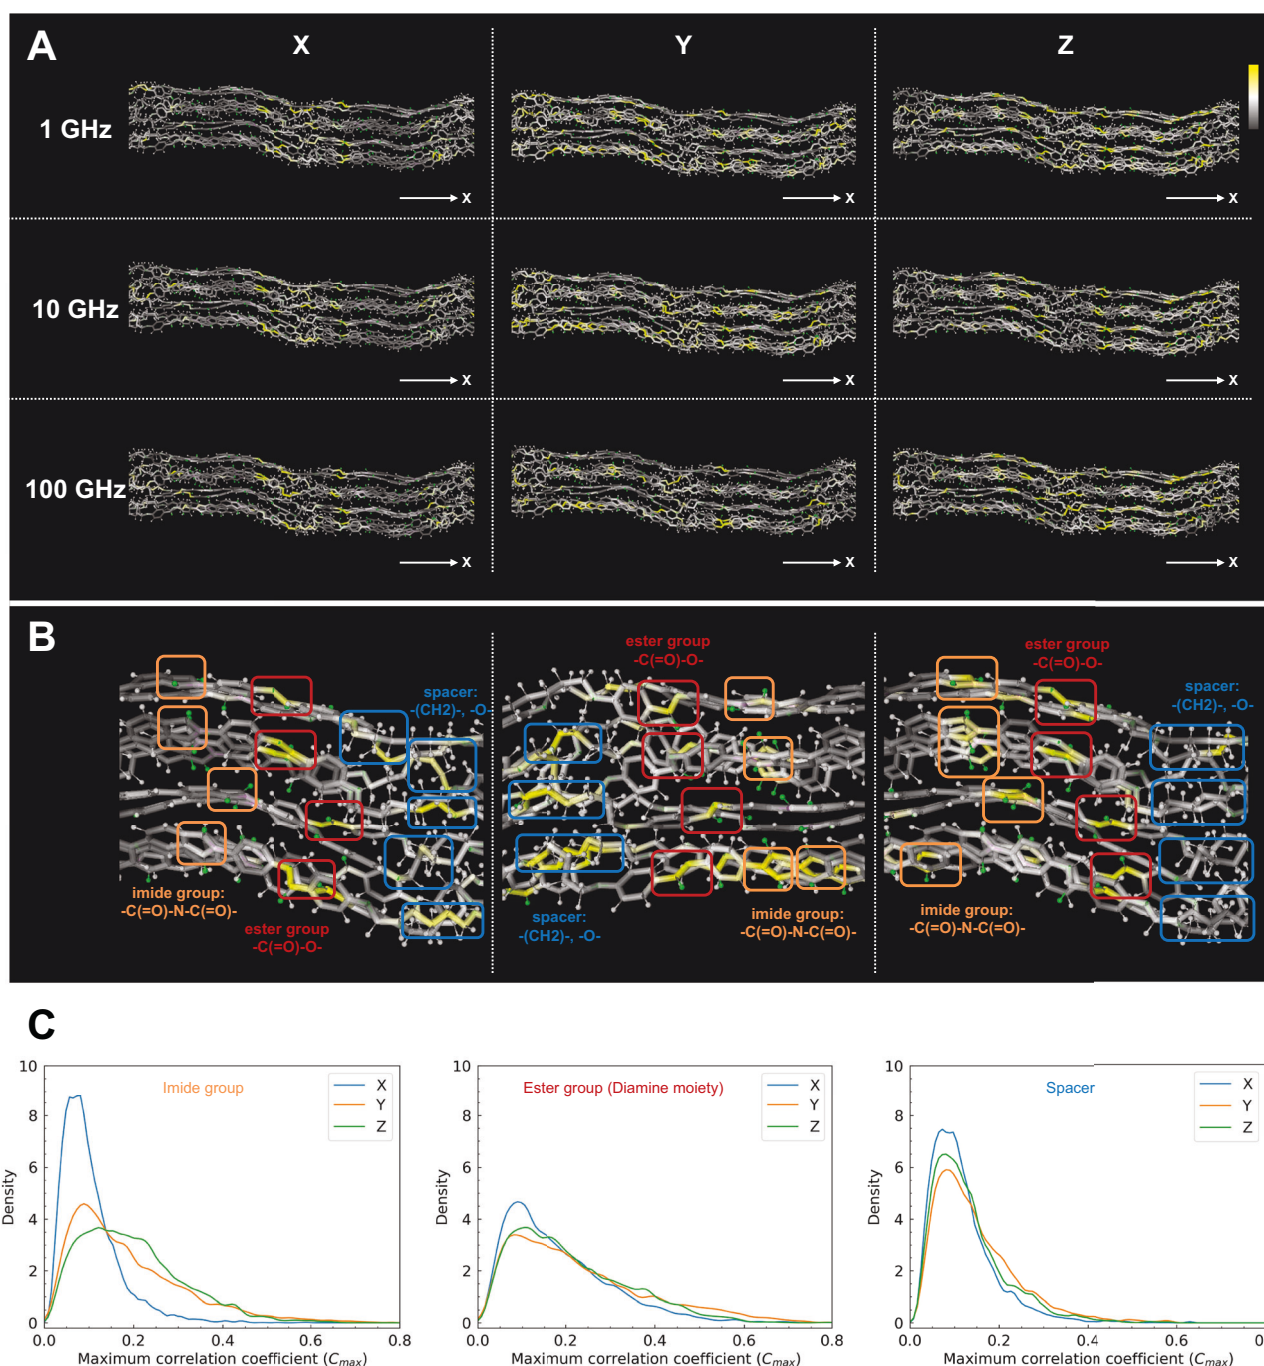 A
X
Y
Z
1 GHz
X
X
X
10 GHz
X
X
X
100 GHz
X
X
X
B
ester group
-C(=O)-O-
ester group
-C(=O)-O-
spacer:
-(CH2)-, -O-
spacer:
-(CH2)-, -O-
imide group:
-C(=O)-N-C(=O)-
ester group
-C(=O)-O-
spacer:
-(CH2)-, -O-
imide group:
-C(=O)-N-C(=O)-
imide group:
-C(=O)-N-C(=O)-
C
Imide group
X
Y
Z
10
8
6
4
2
0
Density
0.0 0.2 0.4 0.6 0.8
Maximum correlation coefficient (Cmax)
Ester group (Diamine moiety)
X
Y
Z
10
8
6
4
2
0
Density
0.0 0.2 0.4 0.6 0.8
Maximum correlation coefficient (Cmax)
Spacer
X
Y
Z
10
8
6
4
2
0
Density
0.0 0.2 0.4 0.6
Maximum correlation coefficient (Cmax)